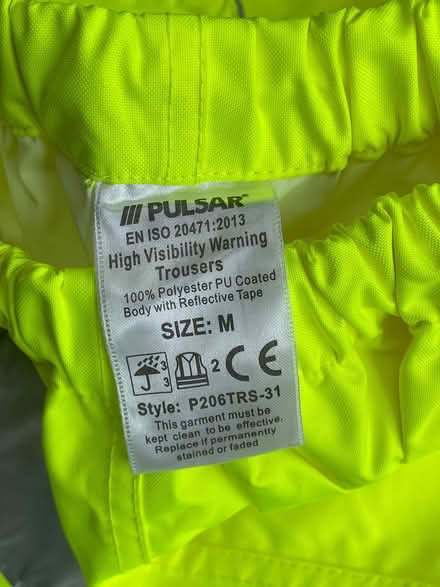 PULSAR
EN ISO 20471:2013
High Visibility Warning
Trousers
100% Polyester PU Coated
Body with Reflective Tape
SIZE: M
3
3
2 CE
Style: P206TRS-31
This garment must be
kept clean to be effective.
Replace if permanently
stained or faded